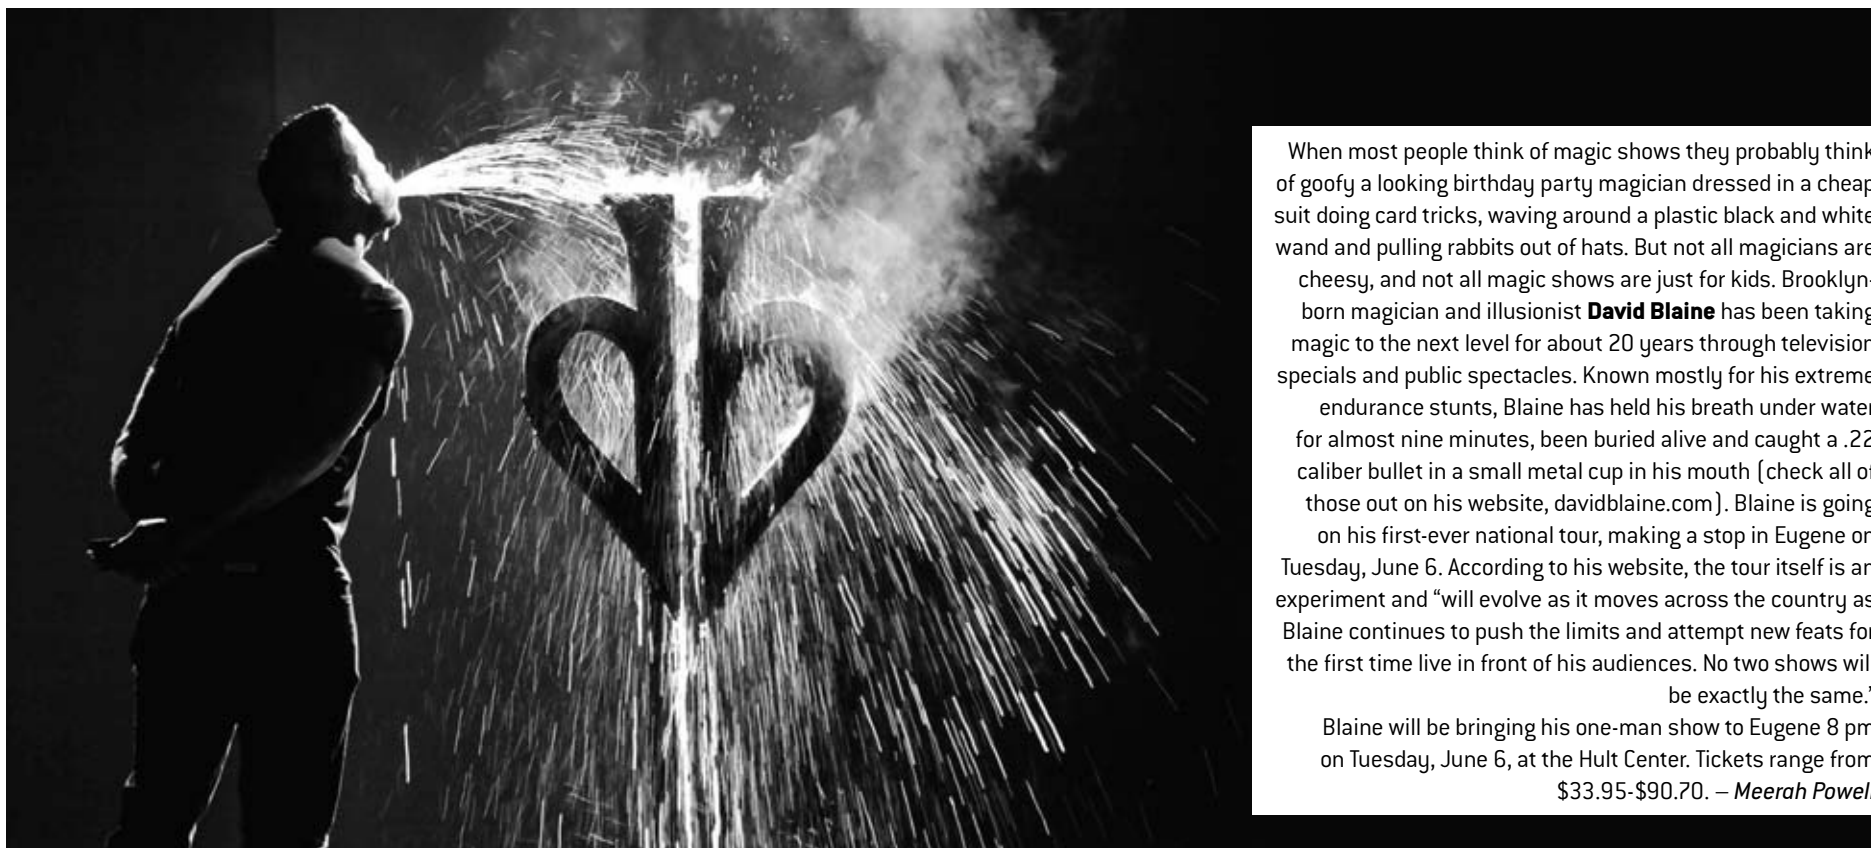 When most people think of magic shows they probably think
of goofy a looking birthday party magician dressed in a cheap
suit doing card tricks, waving around a plastic black and white
wand and pulling rabbits out of hats. But not all magicians are
cheesy, and not all magic shows are just for kids. Brooklyn-
born magician and illusionist David Blaine has been taking
magic to the next level for about 20 years through television
specials and public spectacles. Known mostly for his extreme
endurance stunts, Blaine has held his breath under water
for almost nine minutes, been buried alive and caught a .22
caliber bullet in a small metal cup in his mouth (check all of
those out on his website, davidblaine.com). Blaine is going
on his first-ever national tour, making a stop in Eugene on
Tuesday, June 6. According to his website, the tour itself is an
experiment and “will evolve as it moves across the country as
Blaine continues to push the limits and attempt new feats for
the first time live in front of his audiences. No two shows will
be exactly the same.”
Blaine will be bringing his one-man show to Eugene 8 pm
on Tuesday, June 6, at the Hult Center. Tickets range from
$33.95-$90.70. – Meerah Powell